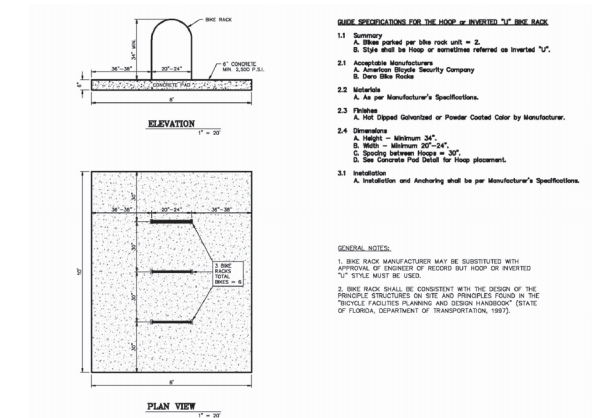 BIKE RACK
34" MIN.
6" CONCRETE
MIN. 2,500 P.S.I.
36"-38"
20"-24"
CONCRETE PAD
6"
8'
ELEVATION
1" = 20'
30"
36"-38"
20"-24"
36"-38"
30"
3 BIKE
RACKS
TOTAL
BIKES = 6
10'
30"
30"
8'
PLAN VIEW
1" = 20'
GUIDE SPECIFICATIONS FOR THE HOOP or INVERTED "U" BIKE RACK
1.1 Summary
A. Bikes parked per bike rack unit = 2.
B. Style shall be Hoop or sometimes referred as Inverted "U".
2.1 Acceptable Manufacturers
A. American Bicycle Security Company
B. Dero Bike Racks
2.2 Materials
A. As per Manufacturer's Specifications.
2.3 Finishes
A. Hot Dipped Galvanized or Powder Coated Color by Manufacturer.
2.4 Dimensions
A. Height - Minimum 34".
B. Width - Minimum 20"-24".
C. Spacing between Hoops = 30".
D. See Concrete Pad Detail for Hoop placement.
3.1 Installation
A. Installation and Anchoring shall be per Manufacturer's Specifications.
GENERAL NOTES:
1. BIKE RACK MANUFACTURER MAY BE SUBSTITUTED WITH
APPROVAL OF ENGINEER OF RECORD BUT HOOP OR INVERTED
"U" STYLE MUST BE USED.
2. BIKE RACK SHALL BE CONSISTENT WITH THE DESIGN OF THE
PRINCIPLE STRUCTURES ON SITE AND PRINCIPLES FOUND IN THE
"BICYCLE FACILITIES PLANNING AND DESIGN HANDBOOK" (STATE
OF FLORIDA, DEPARTMENT OF TRANSPORTATION, 1997).